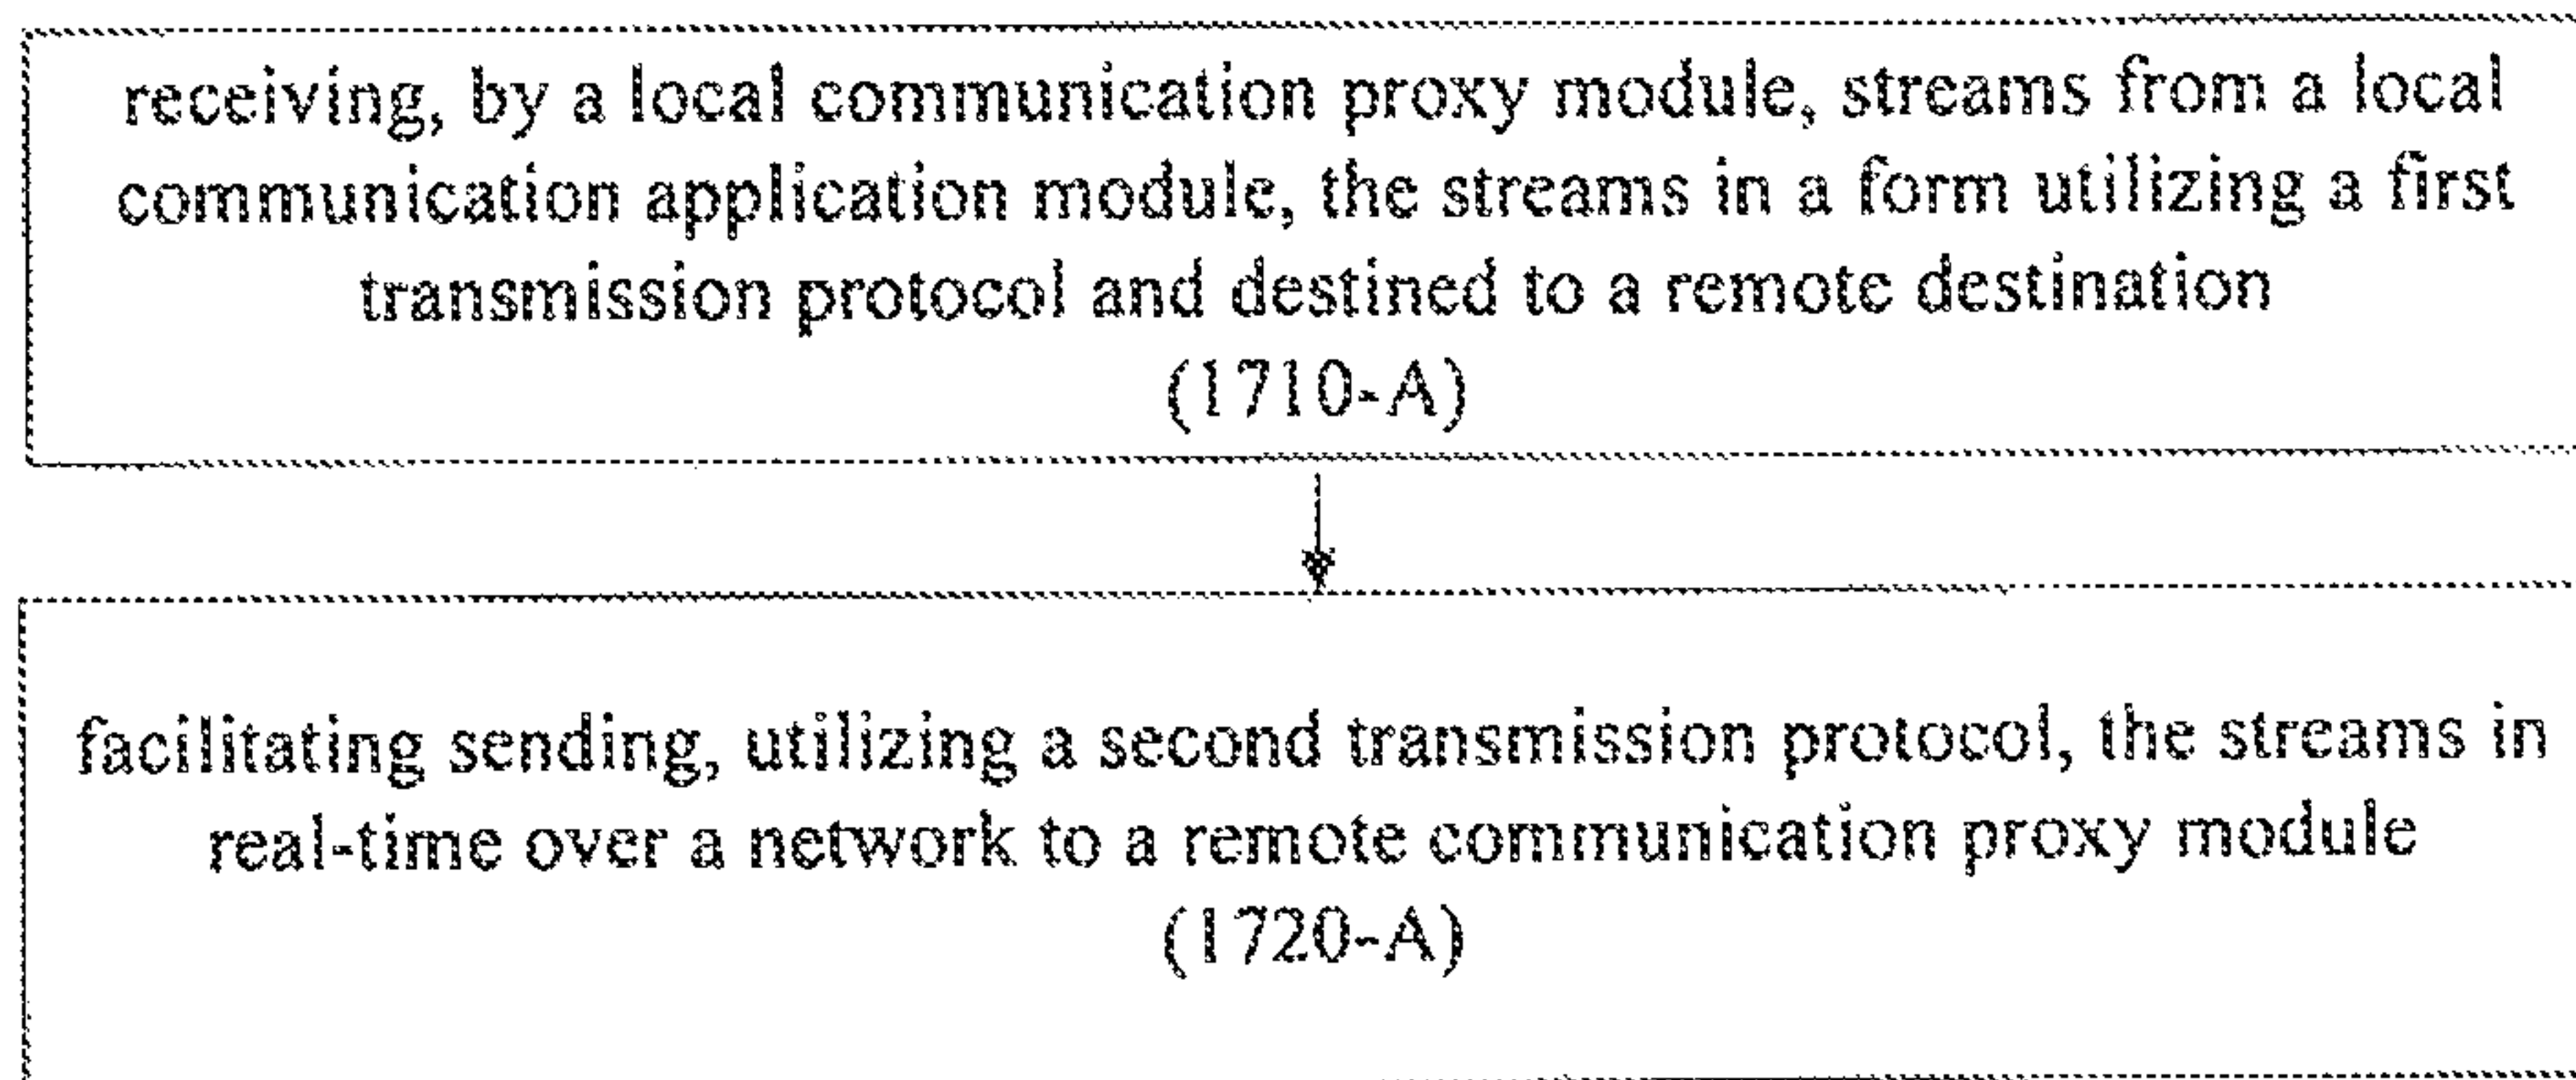 receiving, by a local communication proxy module, streams from a local
communication application module, the streams in a form utilizing a first
transmission protocol and destined to a remote destination
(1710-A)
facilitating sending, utilizing a second transmission protocol, the streams in
real-time over a network to a remote communication proxy module
(1720-A)